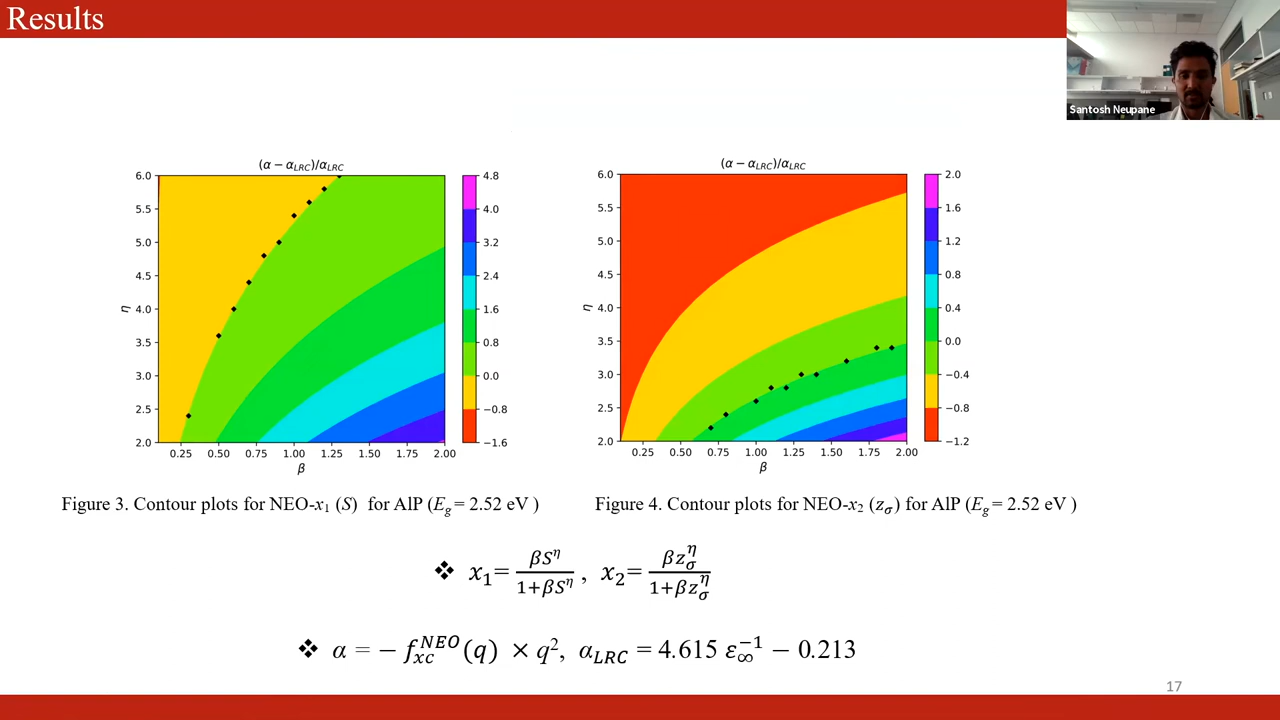 Results
Santosh Neupane
(α − α_LRC)/α_LRC
6.0
5.5
5.0
4.5
4.0
3.5
3.0
2.5
2.0
η
0.25 0.50 0.75 1.00 1.25 1.50 1.75 2.00
β
4.8
4.0
3.2
2.4
1.6
0.8
0.0
−0.8
−1.6
(α − α_LRC)/α_LRC
6.0
5.5
5.0
4.5
4.0
3.5
3.0
2.5
2.0
η
0.25 0.50 0.75 1.00 1.25 1.50 1.75 2.00
β
2.0
1.6
1.2
0.8
0.4
0.0
−0.4
−0.8
−1.2
Figure 3. Contour plots for NEO-x₁ (S) for AlP (E_g = 2.52 eV )
Figure 4. Contour plots for NEO-x₂ (z_σ) for AlP (E_g = 2.52 eV )
❖ x₁= βS^η / 1+βS^η , x₂= βz_σ^η / 1+βz_σ^η
❖ α = − f_xc^NEO(q) × q², α_LRC = 4.615 ε_∞^−1 − 0.213
17